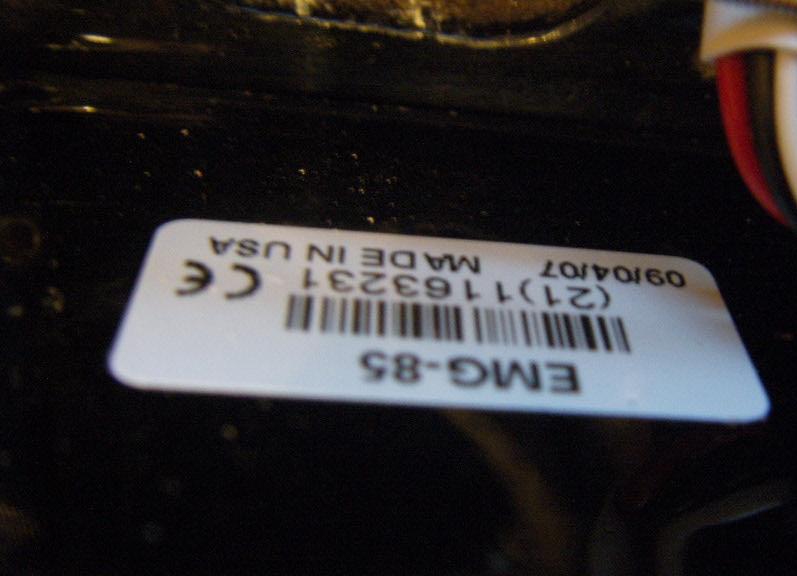 EMG-85
(21)1163231
09/04/07 MADE IN USA
CE